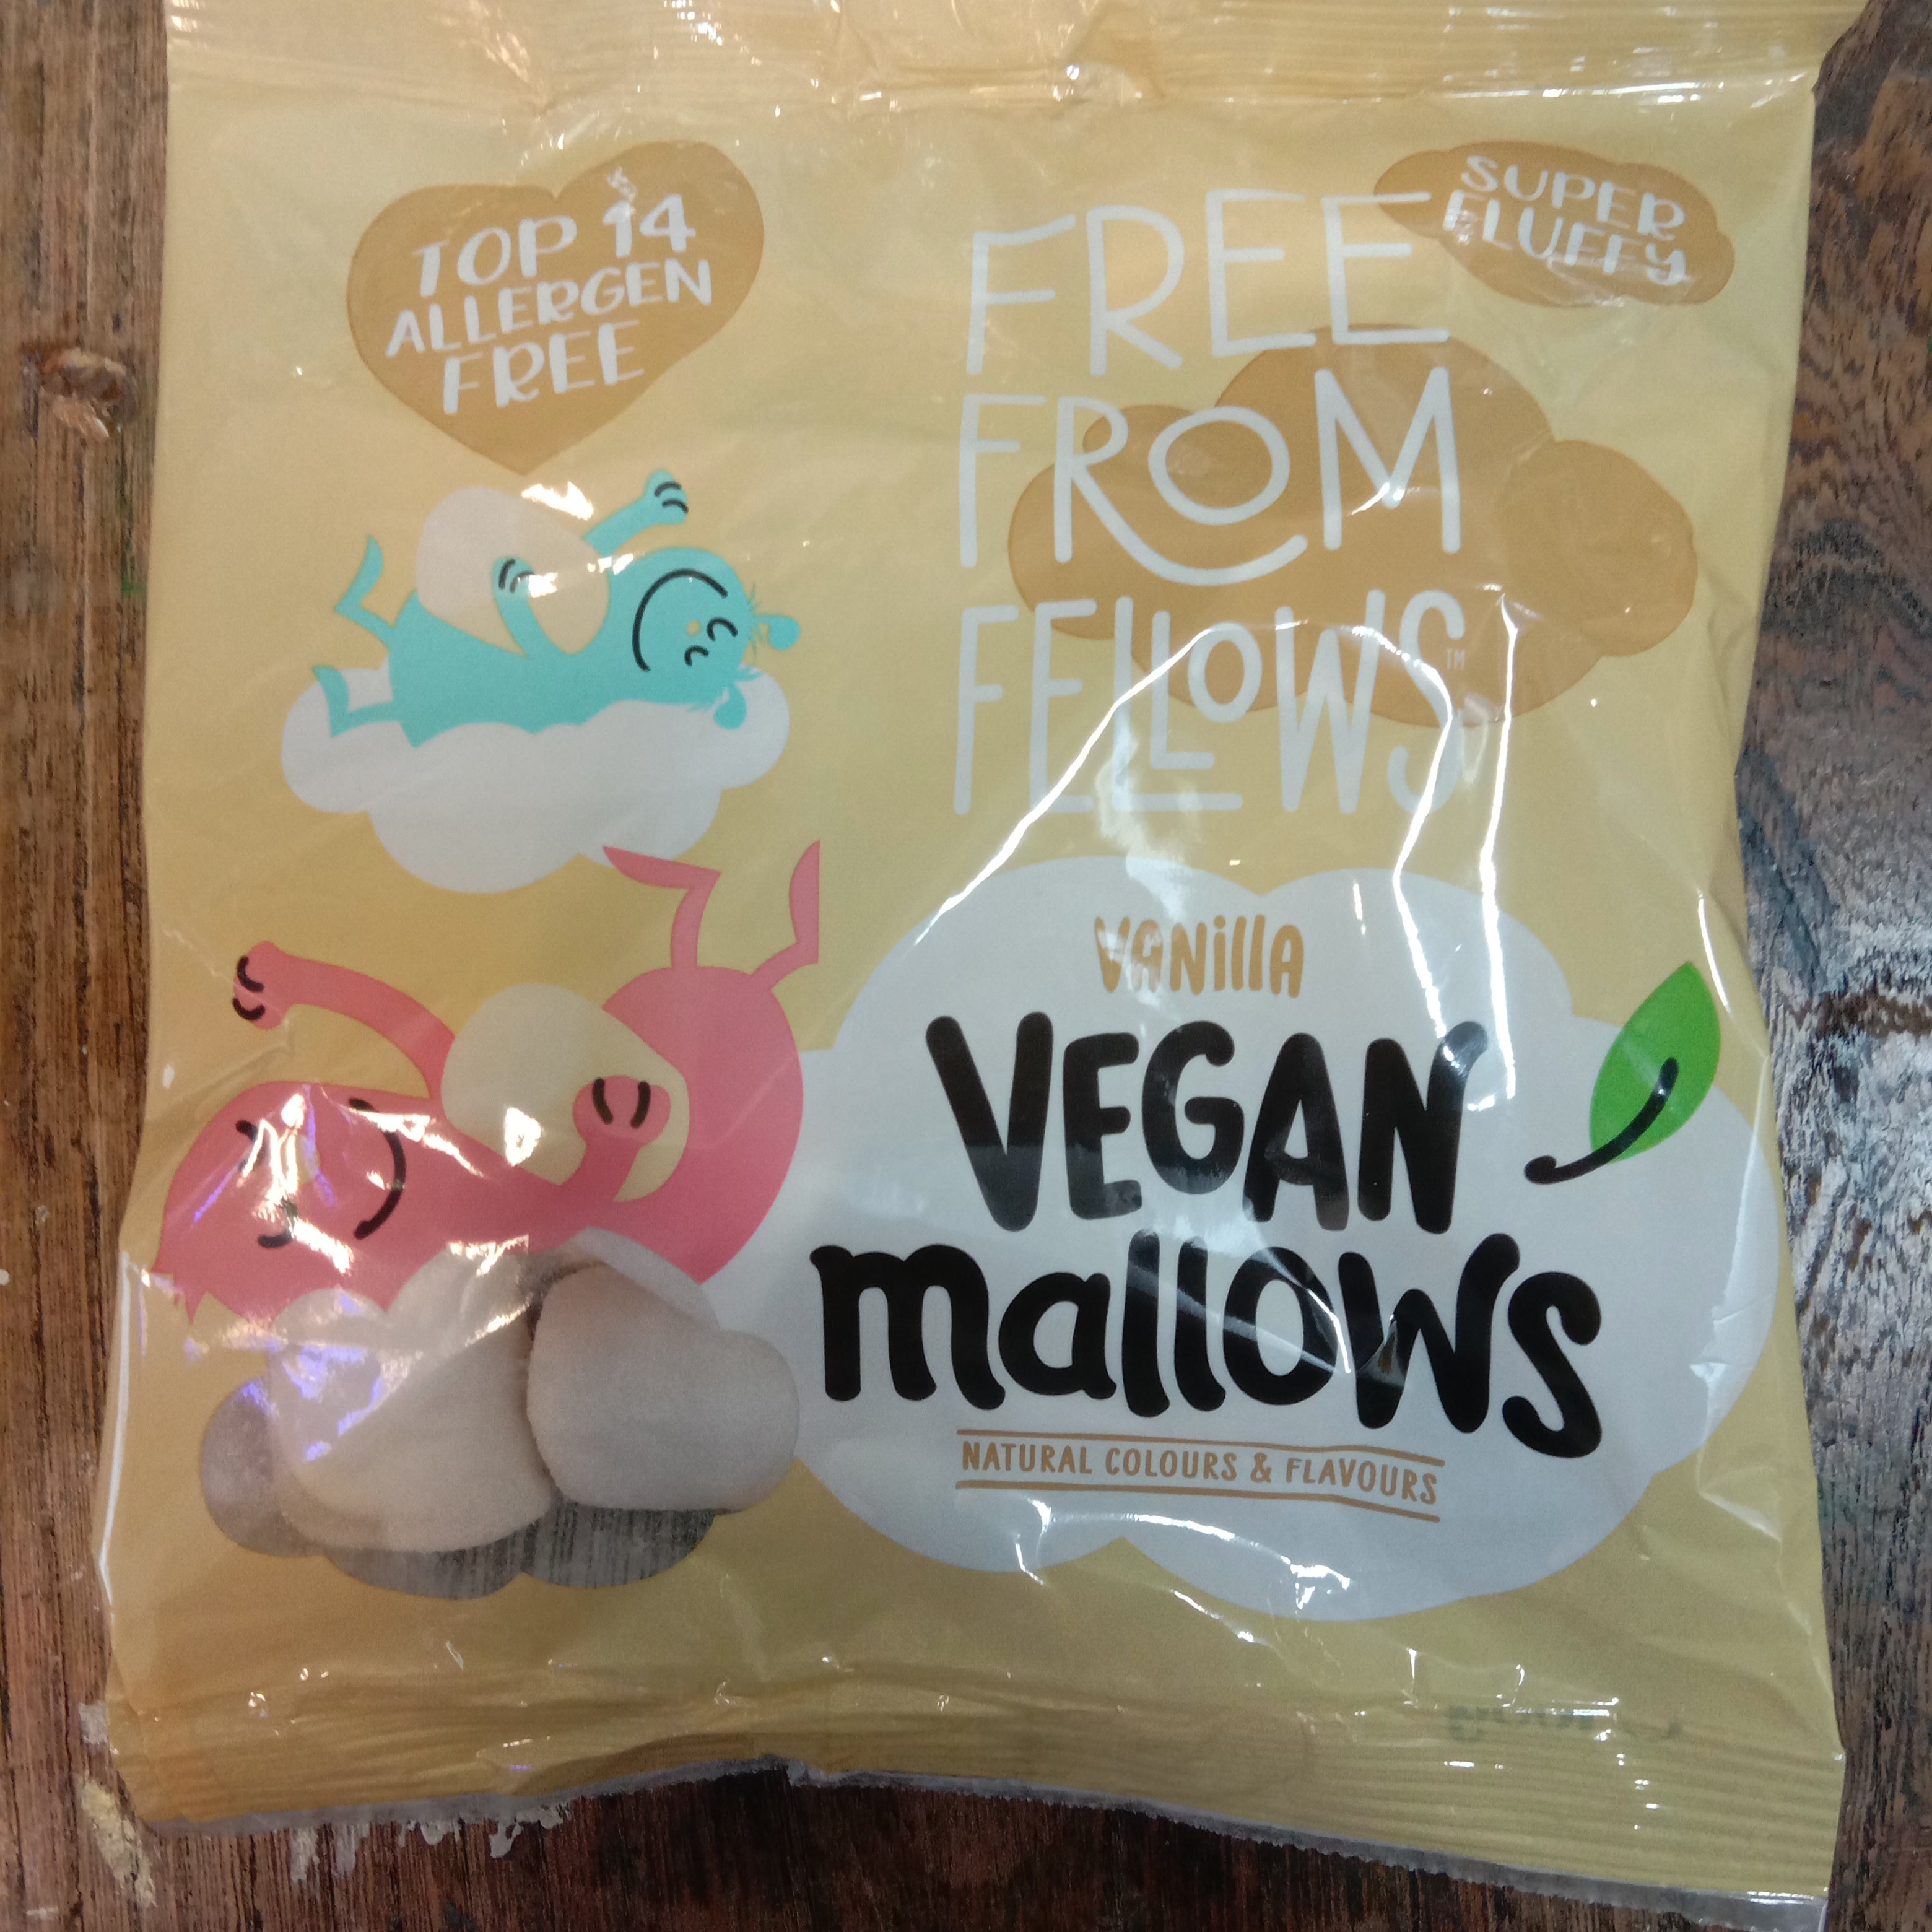 TOP 14
ALLERGEN
FREE
SUPER
FLUFFY
FREE
FROM
FELLOWS™
VANillA
VEGAN
mallows
NATURAL COLOURS & FLAVOURS